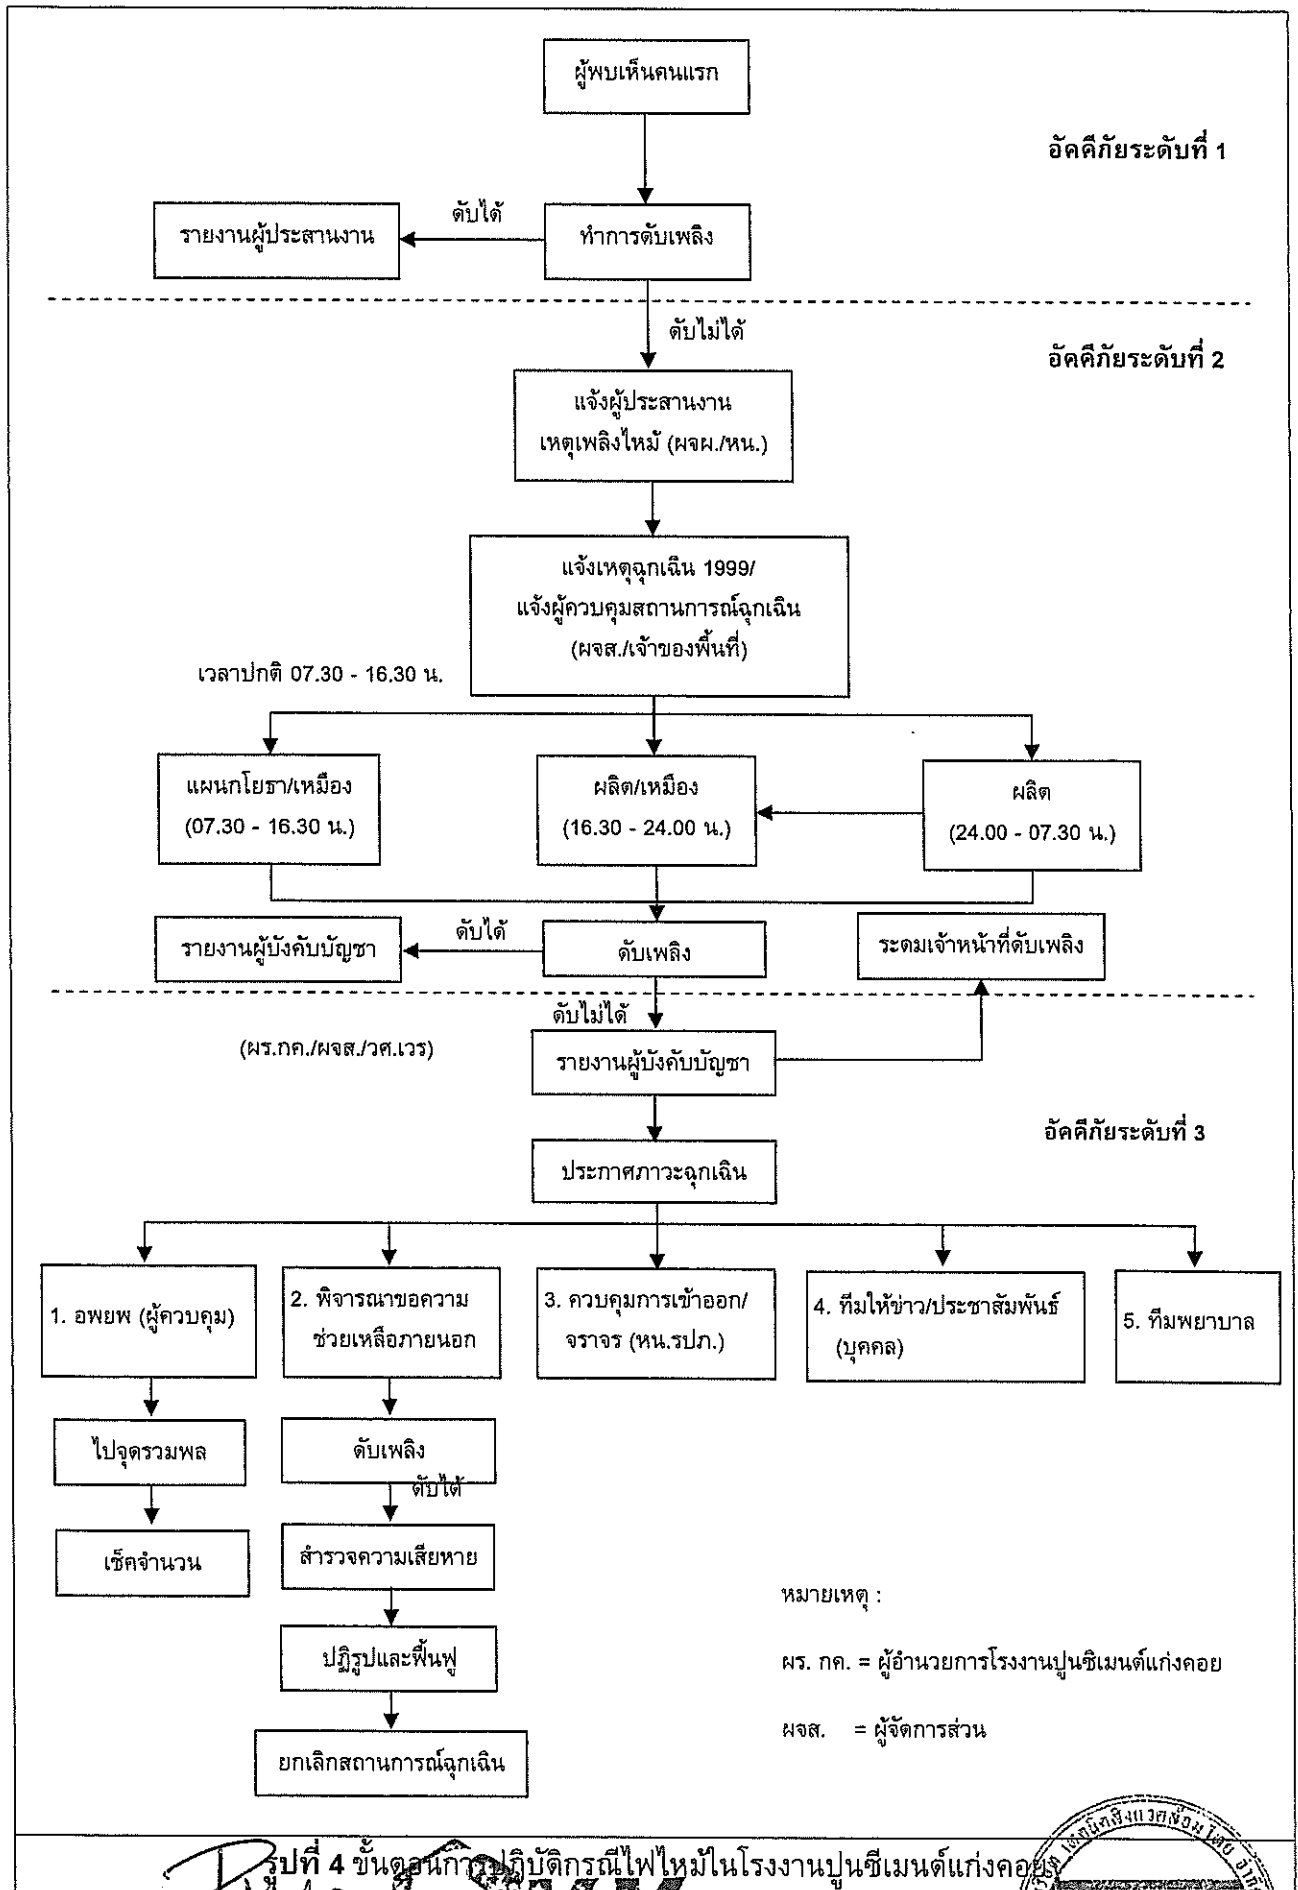 ผู้พบเห็นคนแรก
อัคคีภัยระดับที่ 1
ดับได้
รายงานผู้ประสานงาน
ทำการดับเพลิง
ดับไม่ได้
อัคคีภัยระดับที่ 2
แจ้งผู้ประสานงาน
เหตุเพลิงไหม้ (ผจผ./หน.)
แจ้งเหตุฉุกเฉิน 1999/
แจ้งผู้ควบคุมสถานการณ์ฉุกเฉิน
(ผจส./เจ้าของพื้นที่)
เวลาปกติ 07.30 - 16.30 น.
แผนกโยธา/เหมือง
(07.30 - 16.30 น.)
ผลิต/เหมือง
(16.30 - 24.00 น.)
ผลิต
(24.00 - 07.30 น.)
ดับได้
รายงานผู้บังคับบัญชา
ดับเพลิง
ระดมเจ้าหน้าที่ดับเพลิง
ดับไม่ได้
(ผร.กค./ผจส./วศ.เวร)
รายงานผู้บังคับบัญชา
อัคคีภัยระดับที่ 3
ประกาศภาวะฉุกเฉิน
1. อพยพ (ผู้ควบคุม)
2. พิจารณาขอความ
ช่วยเหลือภายนอก
3. ควบคุมการเข้าออก/
จราจร (หน.รปภ.)
4. ทีมให้ข่าว/ประชาสัมพันธ์
(บุคคล)
5. ทีมพยาบาล
ไปจุดรวมพล
ดับเพลิง
ดับได้
เช็คจำนวน
สำรวจความเสียหาย
ปฏิรูปและฟื้นฟู
ยกเลิกสถานการณ์ฉุกเฉิน
หมายเหตุ :
ผร. กค. = ผู้อำนวยการโรงงานปูนซิเมนต์แก่งคอย
ผจส. = ผู้จัดการส่วน
รูปที่ 4 ขั้นตอนการปฏิบัติกรณีไฟไหม้ในโรงงานปูนซีเมนต์แก่งคอย